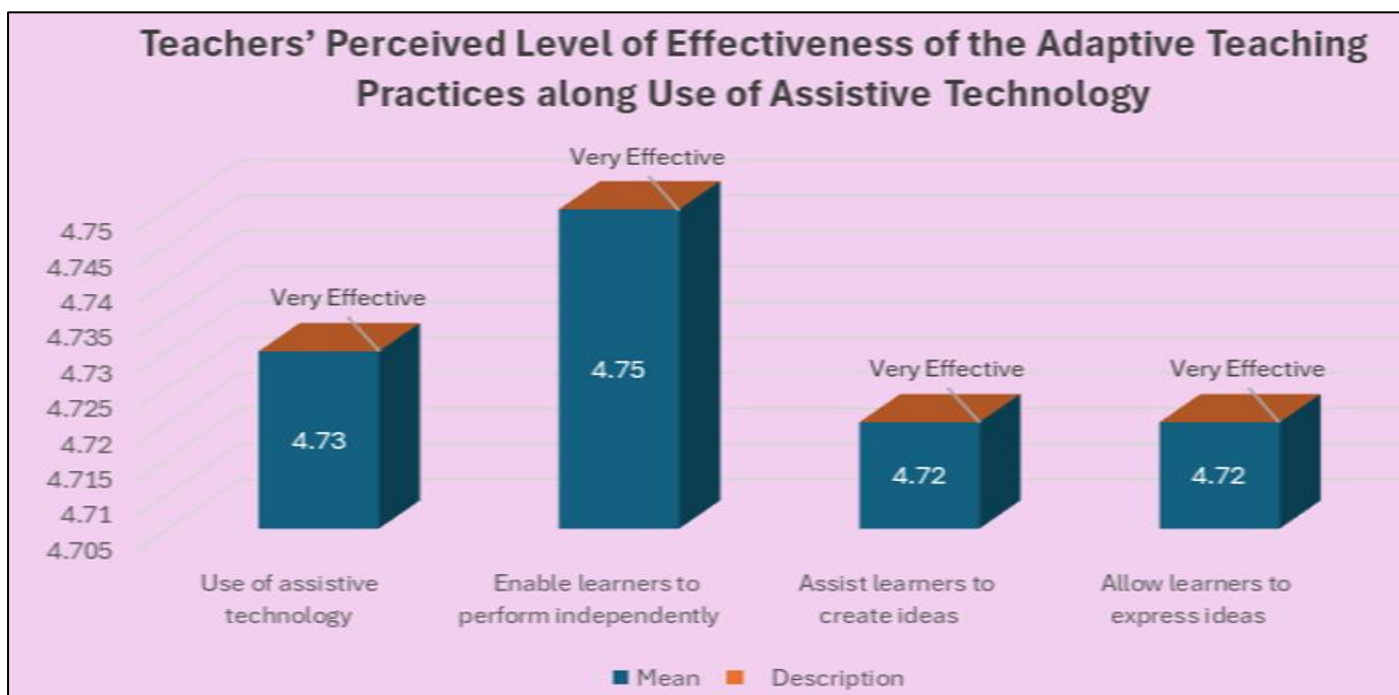 Teachers’ Perceived Level of Effectiveness of the Adaptive Teaching
Practices along Use of Assistive Technology
Very Effective
Very Effective
Very Effective
Very Effective
4.75
4.745
4.74
4.735
4.73
4.725
4.72
4.715
4.71
4.705
4.73
4.75
4.72
4.72
Use of assistive
technology
Enable learners to
perform independently
Assist learners to
create ideas
Allow learners to
express ideas
Mean
Description